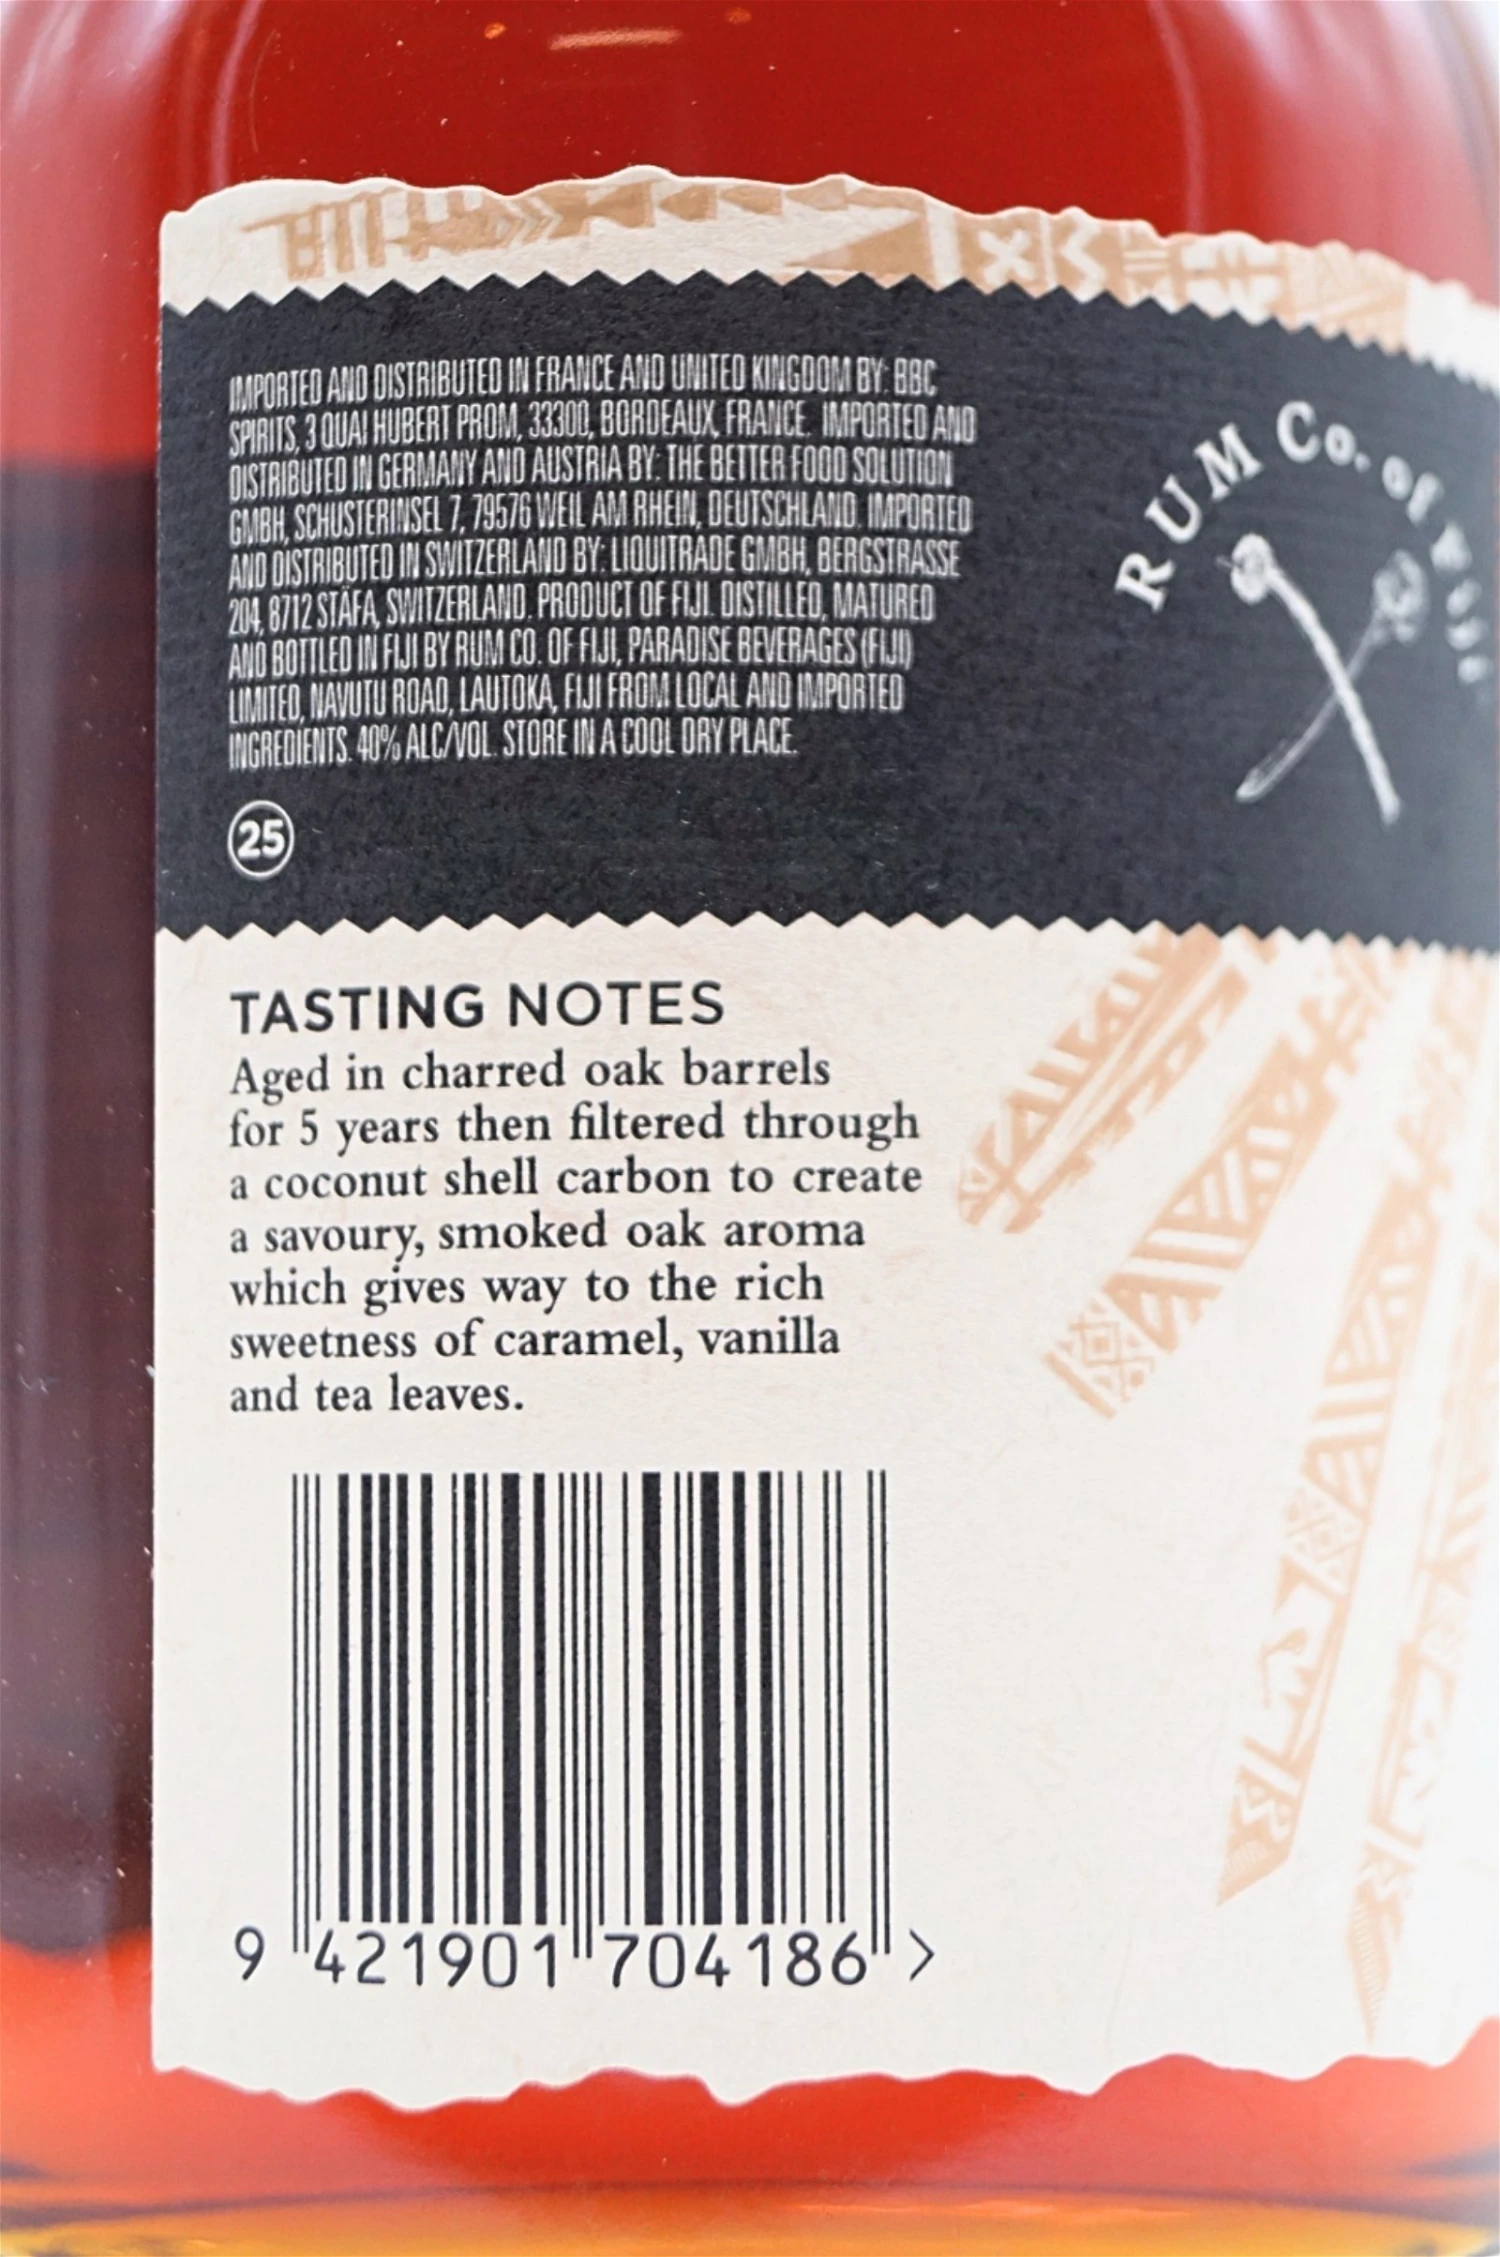 IMPORTED AND DISTRIBUTED IN FRANCE AND UNITED KINGDOM BY: BBC
SPIRITS, 3 QUAI HUBERT PROM, 33300, BORDEAUX, FRANCE. IMPORTED AND
DISTRIBUTED IN GERMANY AND AUSTRIA BY: THE BETTER FOOD SOLUTION
GMBH, SCHUSTERINSEL 7, 79576 WEIL AM RHEIN, DEUTSCHLAND. IMPORTED
AND DISTRIBUTED IN SWITZERLAND BY: LIQUITRADE GMBH, BERGSTRASSE
204, 8712 STÄFA, SWITZERLAND. PRODUCT OF FIJI. DISTILLED, MATURED
AND BOTTLED IN FIJI BY RUM CO. OF FIJI, PARADISE BEVERAGES (FIJI)
LIMITED, NAVUTU ROAD, LAUTOKA, FIJI FROM LOCAL AND IMPORTED
INGREDIENTS. 40% ALC/VOL. STORE IN A COOL DRY PLACE.
25
RUM Co. of Fiji
TASTING NOTES
Aged in charred oak barrels
for 5 years then filtered through
a coconut shell carbon to create
a savoury, smoked oak aroma
which gives way to the rich
sweetness of caramel, vanilla
and tea leaves.
9 421901 704186 >